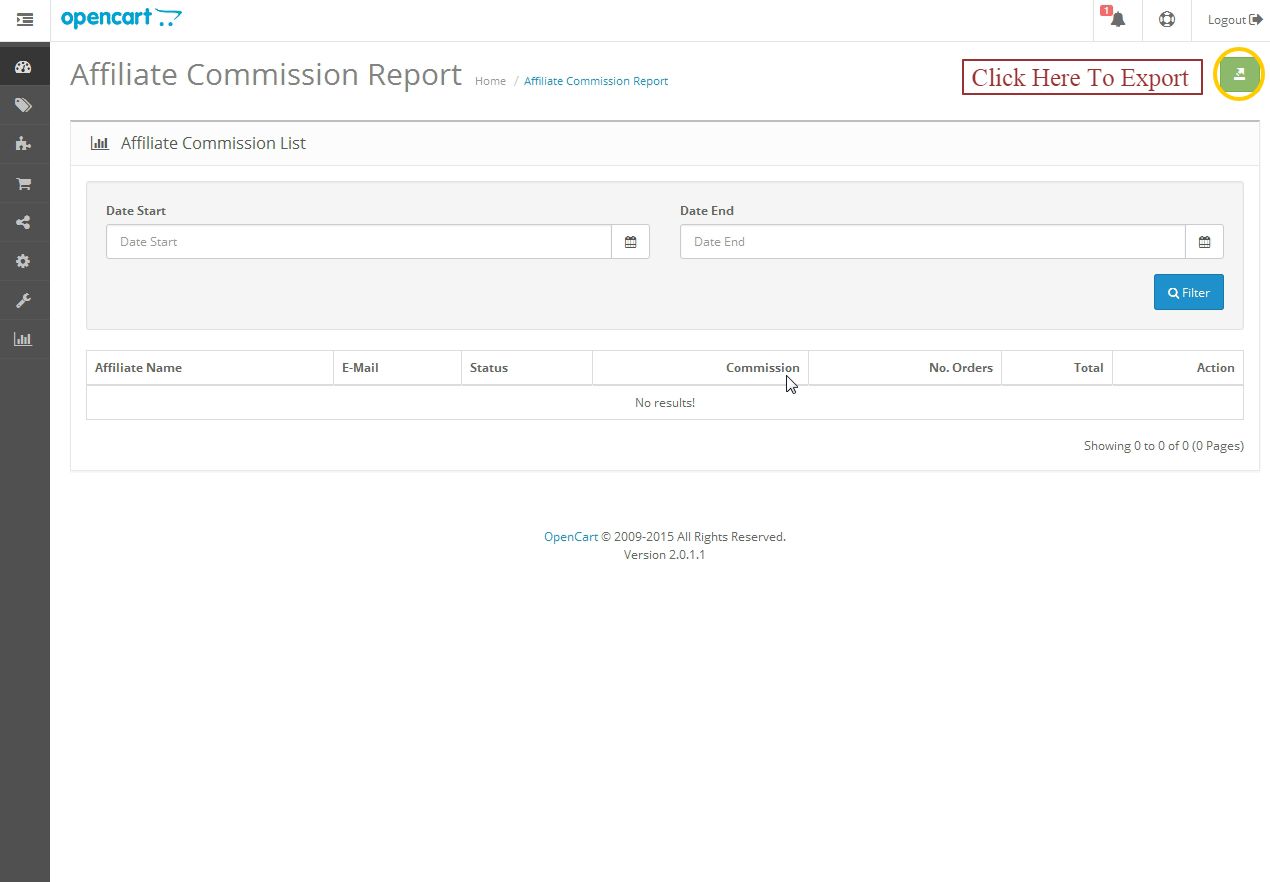 opencart
1
Logout
Affiliate Commission Report Home / Affiliate Commission Report
Click Here To Export
Affiliate Commission List
Date Start Date End
Date Start Date End
Filter
Affiliate Name E-Mail Status Commission No. Orders Total Action
No results!
Showing 0 to 0 of 0 (0 Pages)
OpenCart © 2009-2015 All Rights Reserved.
Version 2.0.1.1